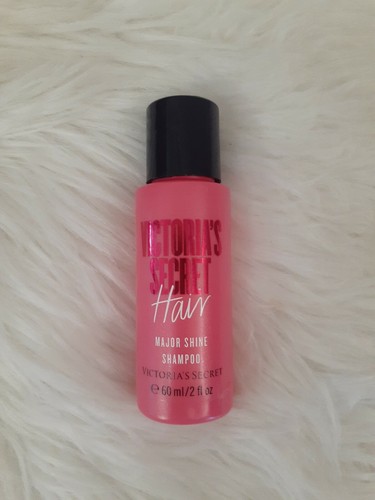 VICTORIA'S
SECRET
Hair
MAJOR SHINE
SHAMPOO
VICTORIA'S SECRET
℮ 60 ml/2 fl oz